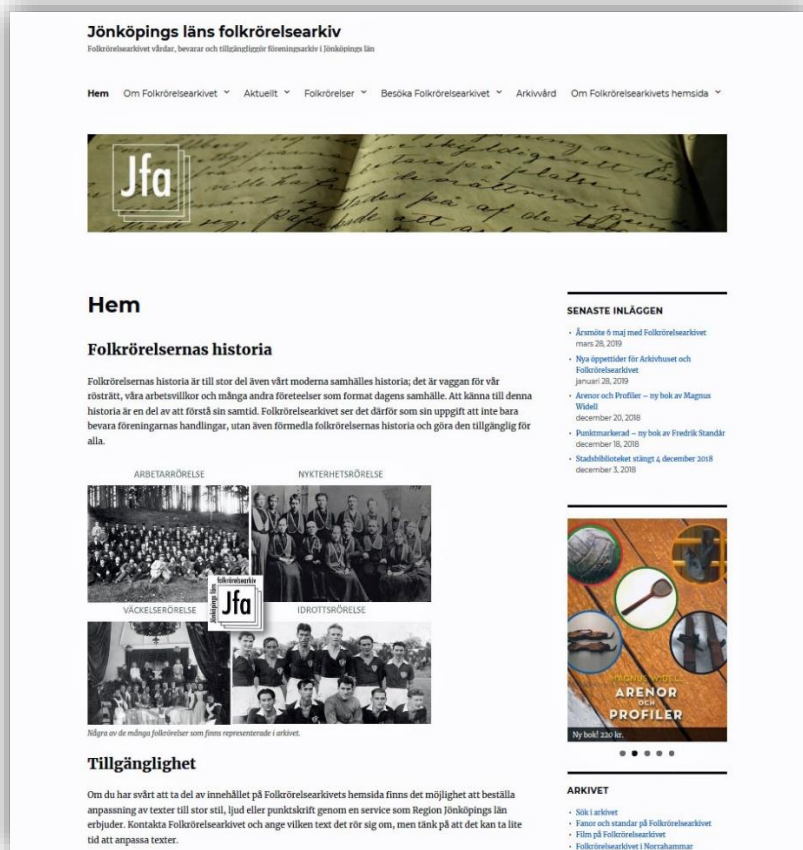 Jönköpings läns folkrörelsearkiv
Folkrörelsearkivet vårdar, bevarar och tillgängliggör föreningsarkiv i Jönköpings län
Hem Om Folkrörelsearkivet Aktuellt Folkrörelser Besöka Folkrörelsearkivet Arkivvård Om Folkrörelsearkivets hemsida
Jfa
Hem
Folkrörelsernas historia
Folkrörelsernas historia är till stor del även vårt moderna samhälles historia; det är vaggan för vår
rösträtt, våra arbetsvillkor och många andra företeelser som format dagens samhälle. Att känna till denna
historia är en del av att förstå sin samtid. Folkrörelsearkivet ser det därför som sin uppgift att inte bara
bevara föreningarnas handlingar, utan även förmedla folkrörelsernas historia och göra den tillgänglig för
alla.
ARBETARRÖRELSE NYKTERHETSRÖRELSE
folkrörelsearkiv
Jönköpings läns
Jfa
VÄCKELSERÖRELSE IDROTTSRÖRELSE
Några av de många folkrörelser som finns representerade i arkivet.
Tillgänglighet
Om du har svårt att ta del av innehållet på Folkrörelsearkivets hemsida finns det möjlighet att beställa
anpassning av texter till stor stil, ljud eller punktskrift genom en service som Region Jönköpings län
erbjuder. Kontakta Folkrörelsearkivet och ange vilken text det rör sig om, men tänk på att det kan ta lite
tid att anpassa texter.
SENASTE INLÄGGEN
Årsmöte 6 maj med Folkrörelsearkivet
mars 28, 2019
Nya öppettider för Arkivhuset och
Folkrörelsearkivet
januari 28, 2019
Arenor och Profiler – ny bok av Magnus
Widell
december 20, 2018
Punktmarkerad – ny bok av Fredrik Standár
december 18, 2018
Stadsbiblioteket stängt 4 december 2018
december 3, 2018
MAGNUS WIDELL
ARENOR
OCH
PROFILER
Ny bok! 220 kr.
ARKIVET
Sök i arkivet
Fanor och standar på Folkrörelsearkivet
Film på Folkrörelsearkivet
Folkrörelsearkivet i Norrahammar